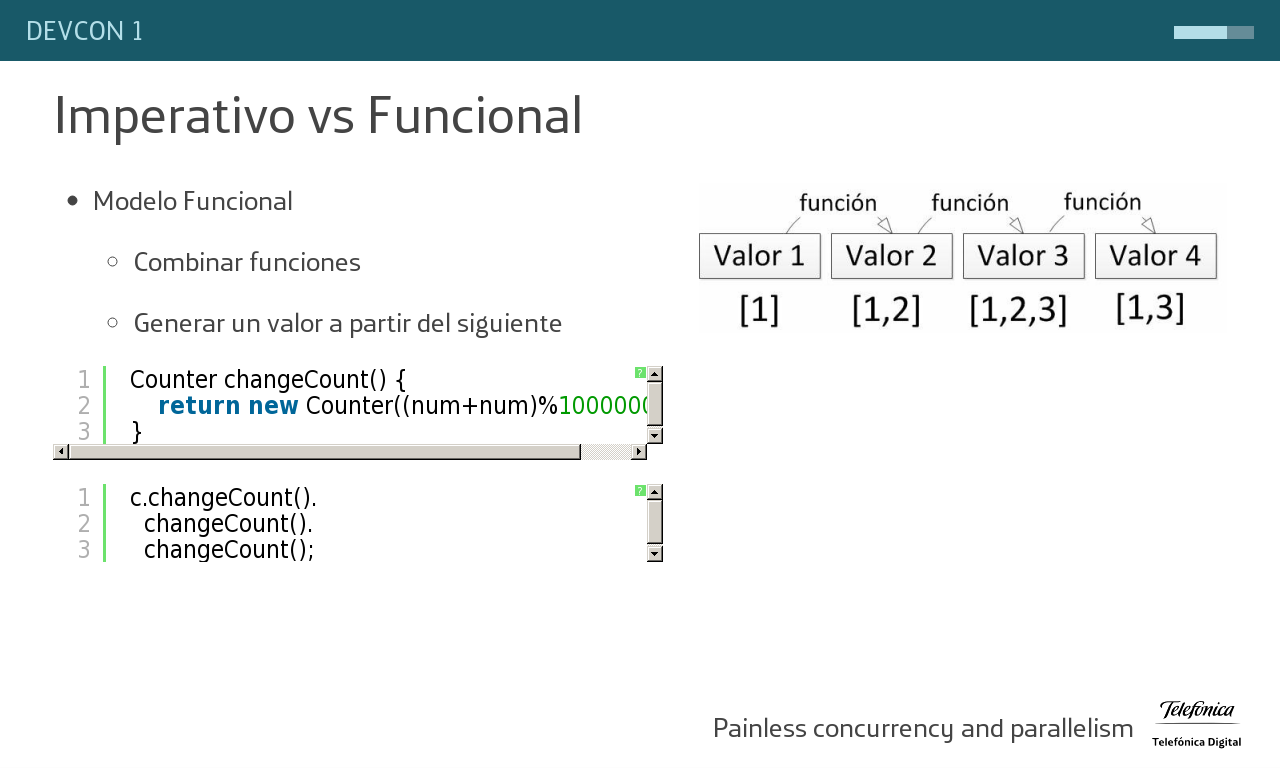 DEVCON 1
Imperativo vs Funcional
Modelo Funcional
Combinar funciones
Generar un valor a partir del siguiente
función función función
Valor 1 Valor 2 Valor 3 Valor 4
[1] [1,2] [1,2,3] [1,3]
1 Counter changeCount() {
2 return new Counter((num+num)%1000000
3 }
?
1 c.changeCount().
2 changeCount().
3 changeCount();
?
Painless concurrency and parallelism
Telefónica
Telefónica Digital